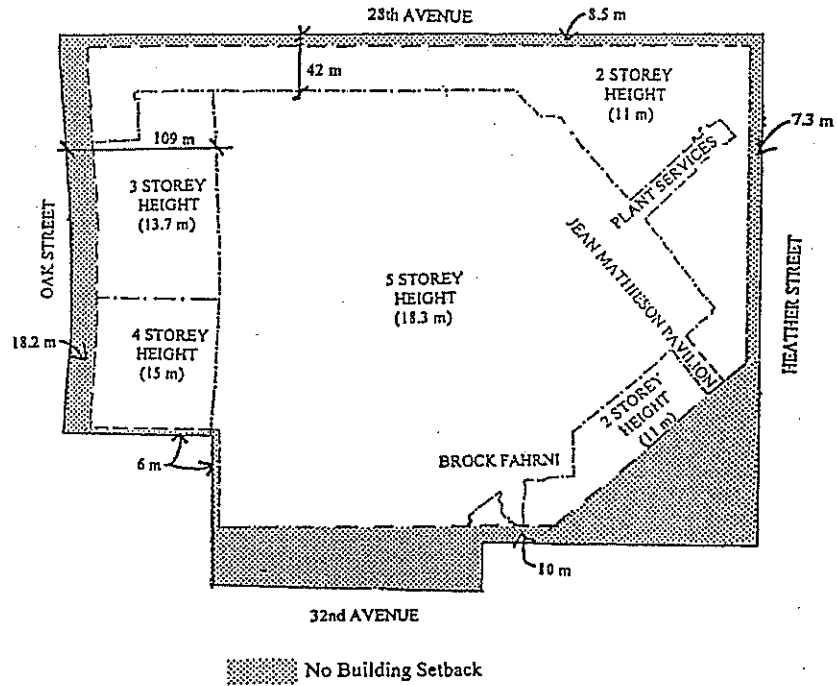 28th AVENUE
8.5 m
42 m
2 STOREY
HEIGHT
(11 m)
7.3 m
109 m
PLANT SERVICES
3 STOREY
HEIGHT
(13.7 m)
JEAN MATHIESON PAVILION
OAK STREET
5 STOREY
HEIGHT
(18.3 m)
HEATHER STREET
18.2 m
4 STOREY
HEIGHT
(15 m)
2 STOREY
HEIGHT
(11 m)
6 m
BROCK FAHRNI
10 m
32nd AVENUE
No Building Setback